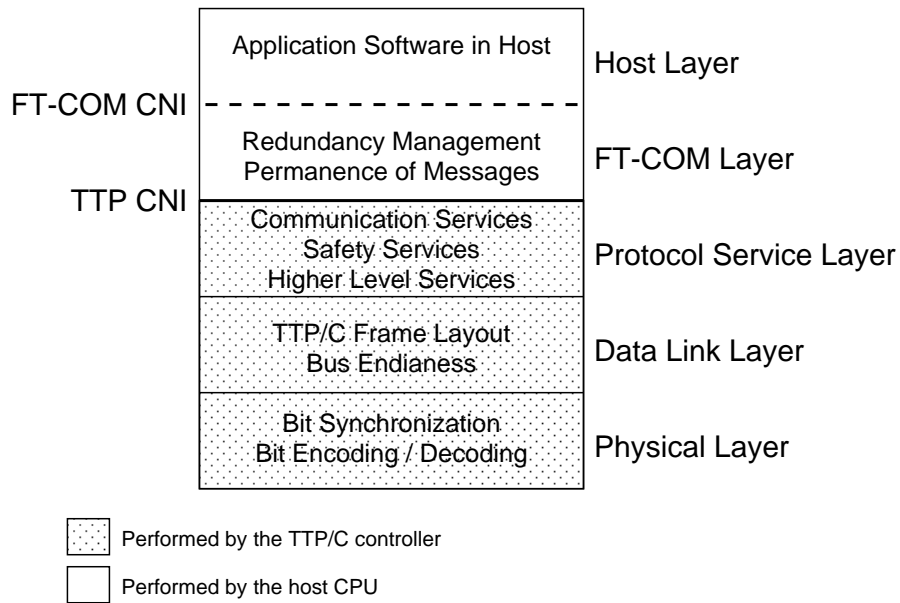 Application Software in Host
Host Layer
FT-COM CNI
Redundancy Management
Permanence of Messages
FT-COM Layer
TTP CNI
Communication Services
Safety Services
Higher Level Services
Protocol Service Layer
TTP/C Frame Layout
Bus Endianess
Data Link Layer
Bit Synchronization
Bit Encoding / Decoding
Physical Layer
Performed by the TTP/C controller
Performed by the host CPU